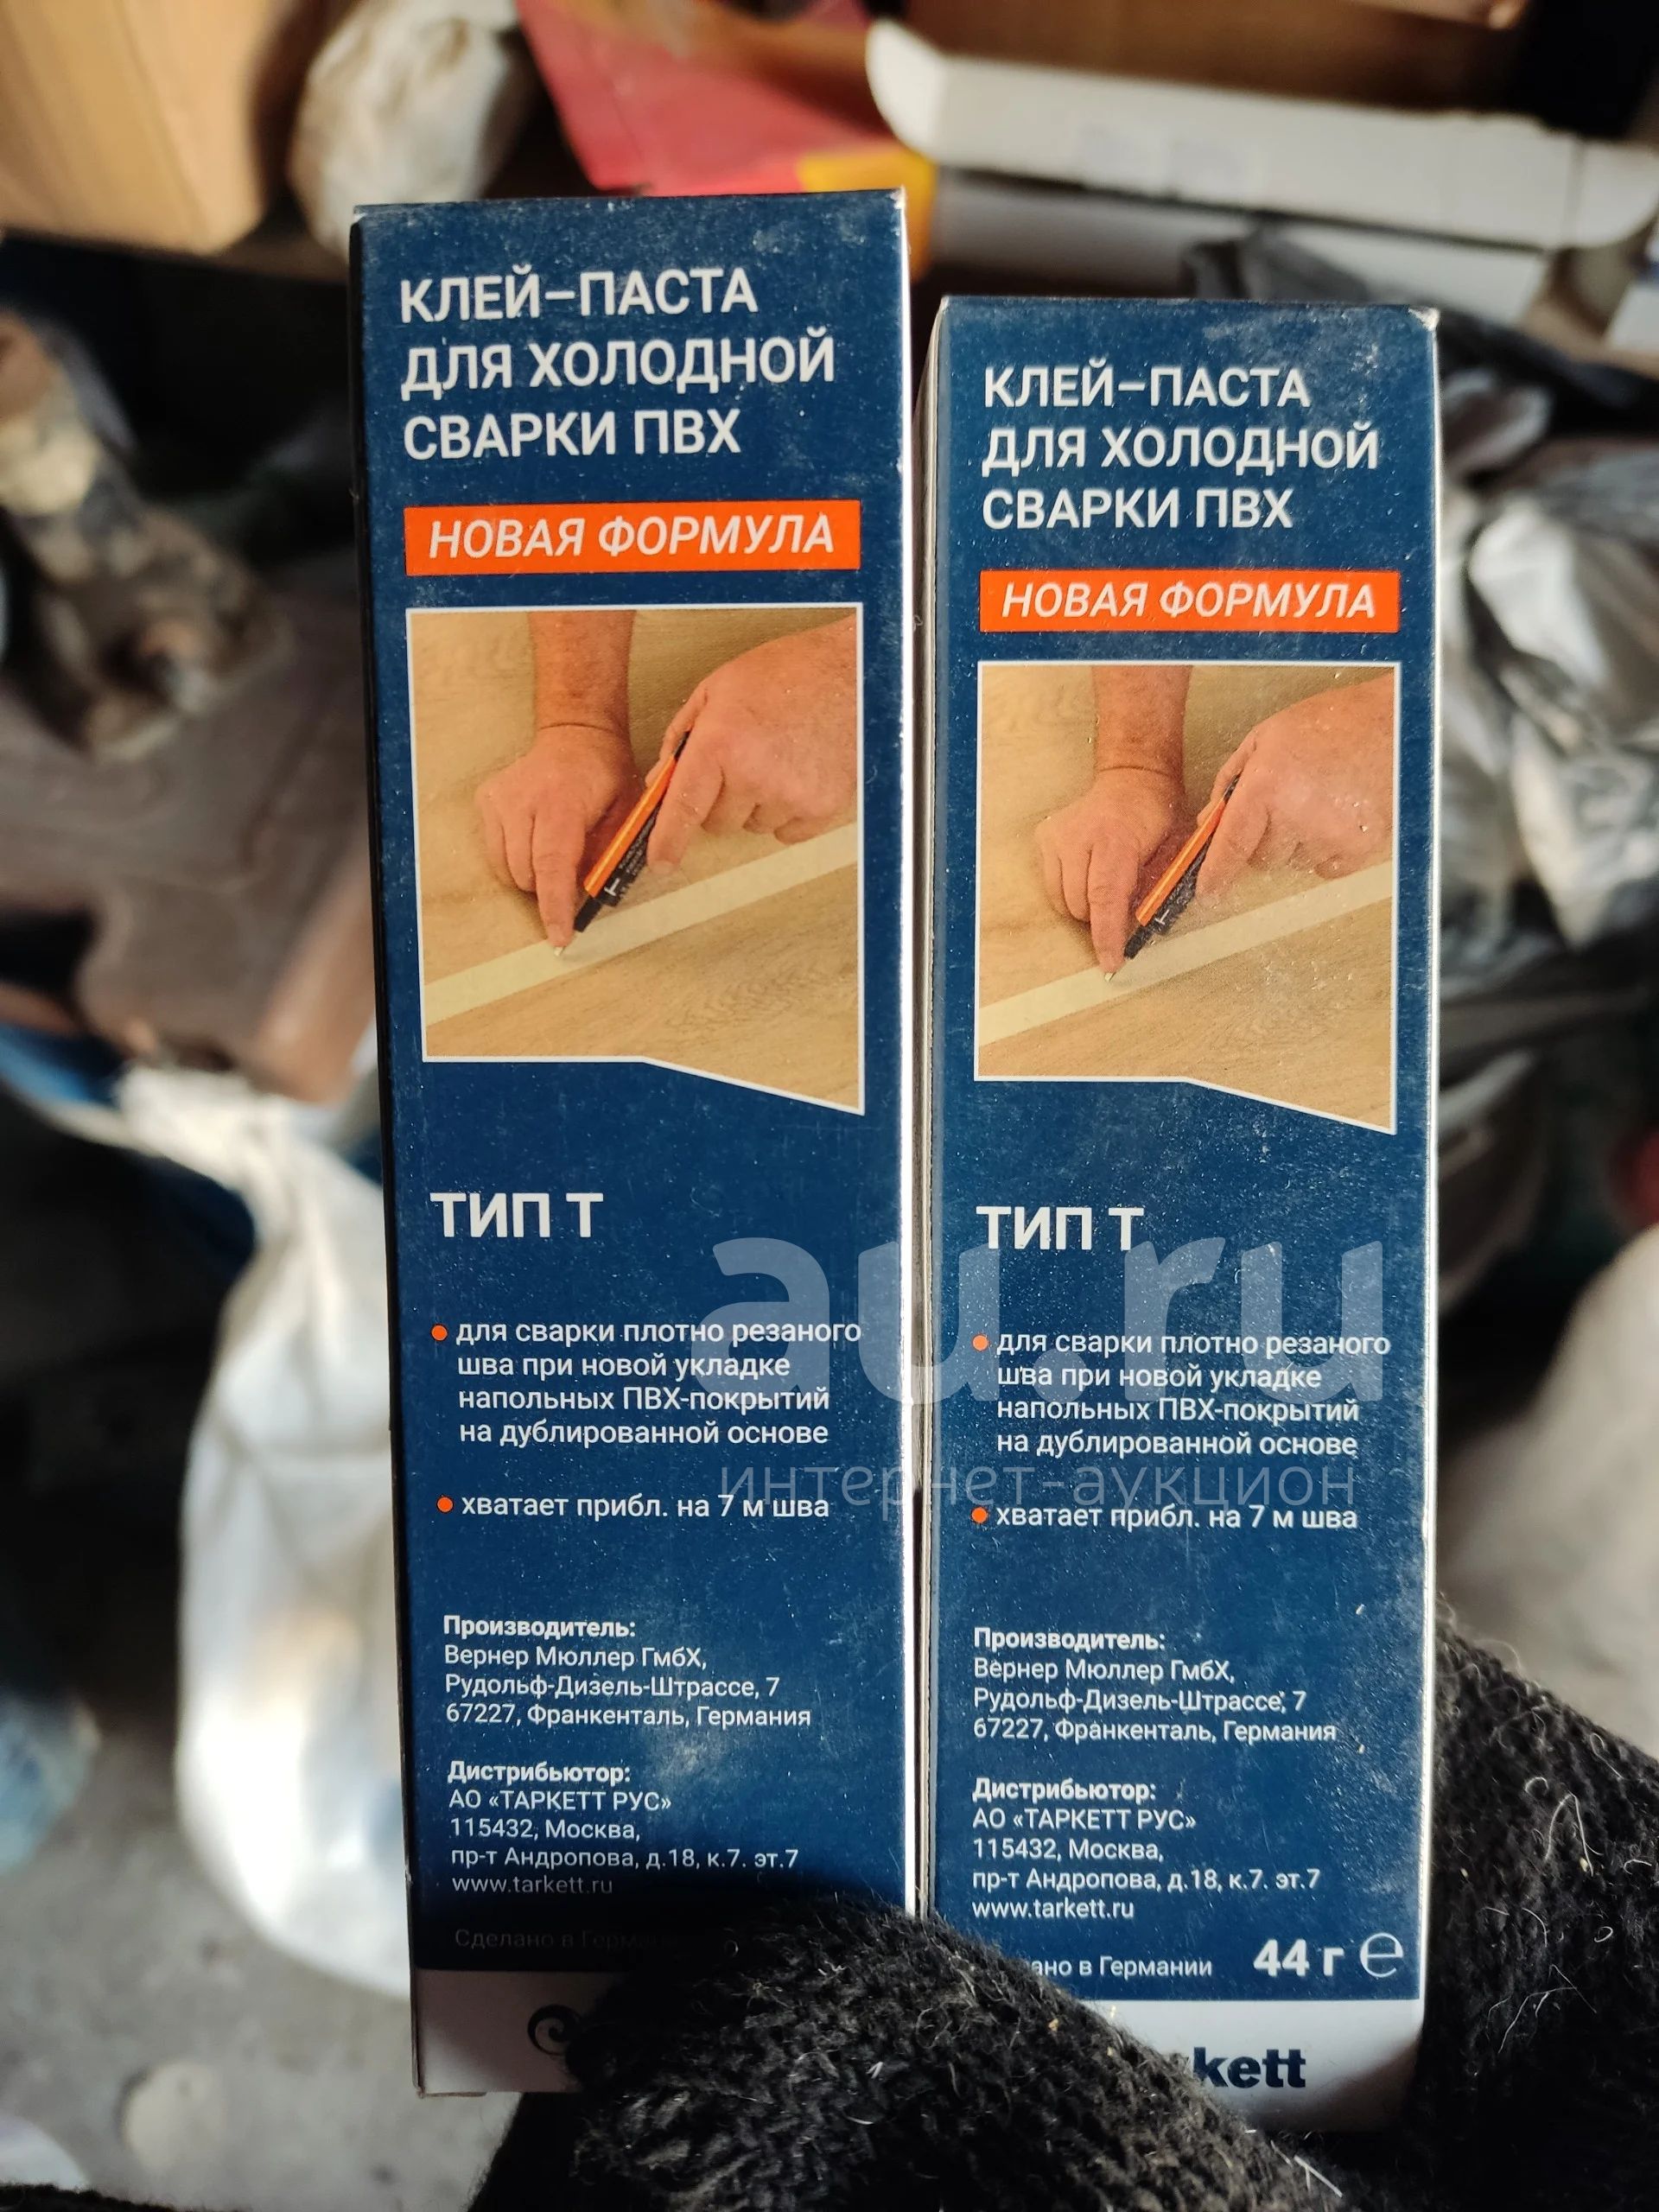 КЛЕЙ–ПАСТА
ДЛЯ ХОЛОДНОЙ
СВАРКИ ПВХ
НОВАЯ ФОРМУЛА
ТИП Т
для сварки плотно резаного
шва при новой укладке
напольных ПВХ-покрытий
на дублированной основе
хватает прибл. на 7 м шва
Производитель:
Вернер Мюллер ГмбХ,
Рудольф-Дизель-Штрассе, 7
67227, Франкенталь, Германия
Дистрибьютор:
АО «ТАРКЕТТ РУС»
115432, Москва,
пр-т Андропова, д.18, к.7. эт.7
www.tarkett.ru
Сделано в
КЛЕЙ–ПАСТА
ДЛЯ ХОЛОДНОЙ
СВАРКИ ПВХ
НОВАЯ ФОРМУЛА
ТИП Т
для сварки плотно резаного
шва при новой укладке
напольных ПВХ-покрытий
на дублированной основе
хватает прибл. на 7 м шва
Производитель:
Вернер Мюллер ГмбХ,
Рудольф-Дизель-Штрассе, 7
67227, Франкенталь, Германия
Дистрибьютор:
АО «ТАРКЕТТ РУС»
115432, Москва,
пр-т Андропова, д.18, к.7. эт.7
www.tarkett.ru
ано в Германии 44 г ℮
kett
au.ru
интернет-аукцион